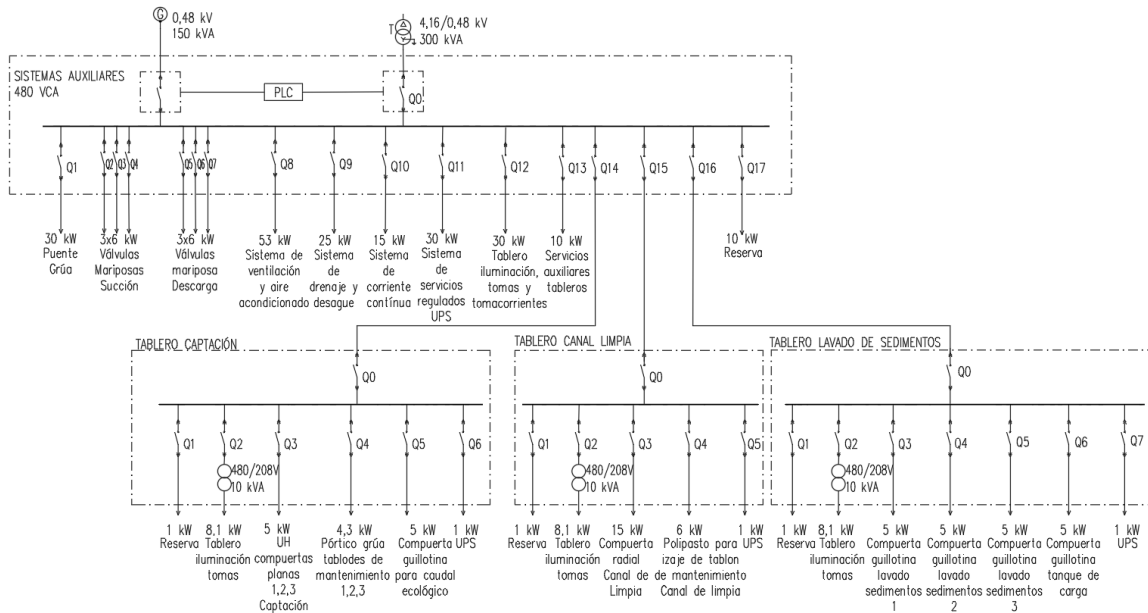 0,48 kV
150 kVA
G
4,16/0,48 kV
T
300 kVA
SISTEMAS AUXILIARES
480 VCA
PLC
Q0
Q1
Q2
Q3
Q4
Q5
Q6
Q7
Q8
Q9
Q10
Q11
Q12
Q13
Q14
Q15
Q16
Q17
30 kW
Puente
Grúa
3x6 kW
Válvulas
Mariposas
Succión
3x6 kW
Válvulas
mariposa
Descarga
53 kW
Sistema de
ventilación
y aire
acondicionado
25 kW
Sistema
de
drenaje y
desague
15 kW
Sistema
de
corriente
contínua
30 kW
Sistema
de
servicios
regulados
UPS
30 kW
Tablero
iluminación,
tomas y
tomacorrientes
10 kW
Servicios
auxiliares
tableros
10 kW
Reserva
TABLERO CAPTACIÓN
Q0
Q1
Q2
Q3
Q4
Q5
Q6
480/208V
10 kVA
1 kW
Reserva
8,1 kW
Tablero
iluminación
tomas
5 kW
UH
compuertas
planas
1,2,3
Captación
4,3 kW
Pórtico grúa
tablodes de
mantenimiento
1,2,3
5 kW
Compuerta
guillotina
para caudal
ecológico
1 kW
UPS
TABLERO CANAL LIMPIA
Q0
Q1
Q2
Q3
Q4
Q5
480/208V
10 kVA
1 kW
Reserva
8,1 kW
Tablero
iluminación
tomas
15 kW
Compuerta
radial
Canal de
Limpia
6 kW
Polipasto para
izaje de tablon
de mantenimiento
Canal de limpia
1 kW
UPS
TABLERO LAVADO DE SEDIMENTOS
Q0
Q1
Q2
Q3
Q4
Q5
Q6
Q7
480/208V
10 kVA
1 kW
Reserva
8,1 kW
Tablero
iluminación
tomas
5 kW
Compuerta
guillotina
lavado
sedimentos
1
5 kW
Compuerta
guillotina
lavado
sedimentos
2
5 kW
Compuerta
guillotina
lavado
sedimentos
3
5 kW
Compuerta
guillotina
tanque de
carga
1 kW
UPS